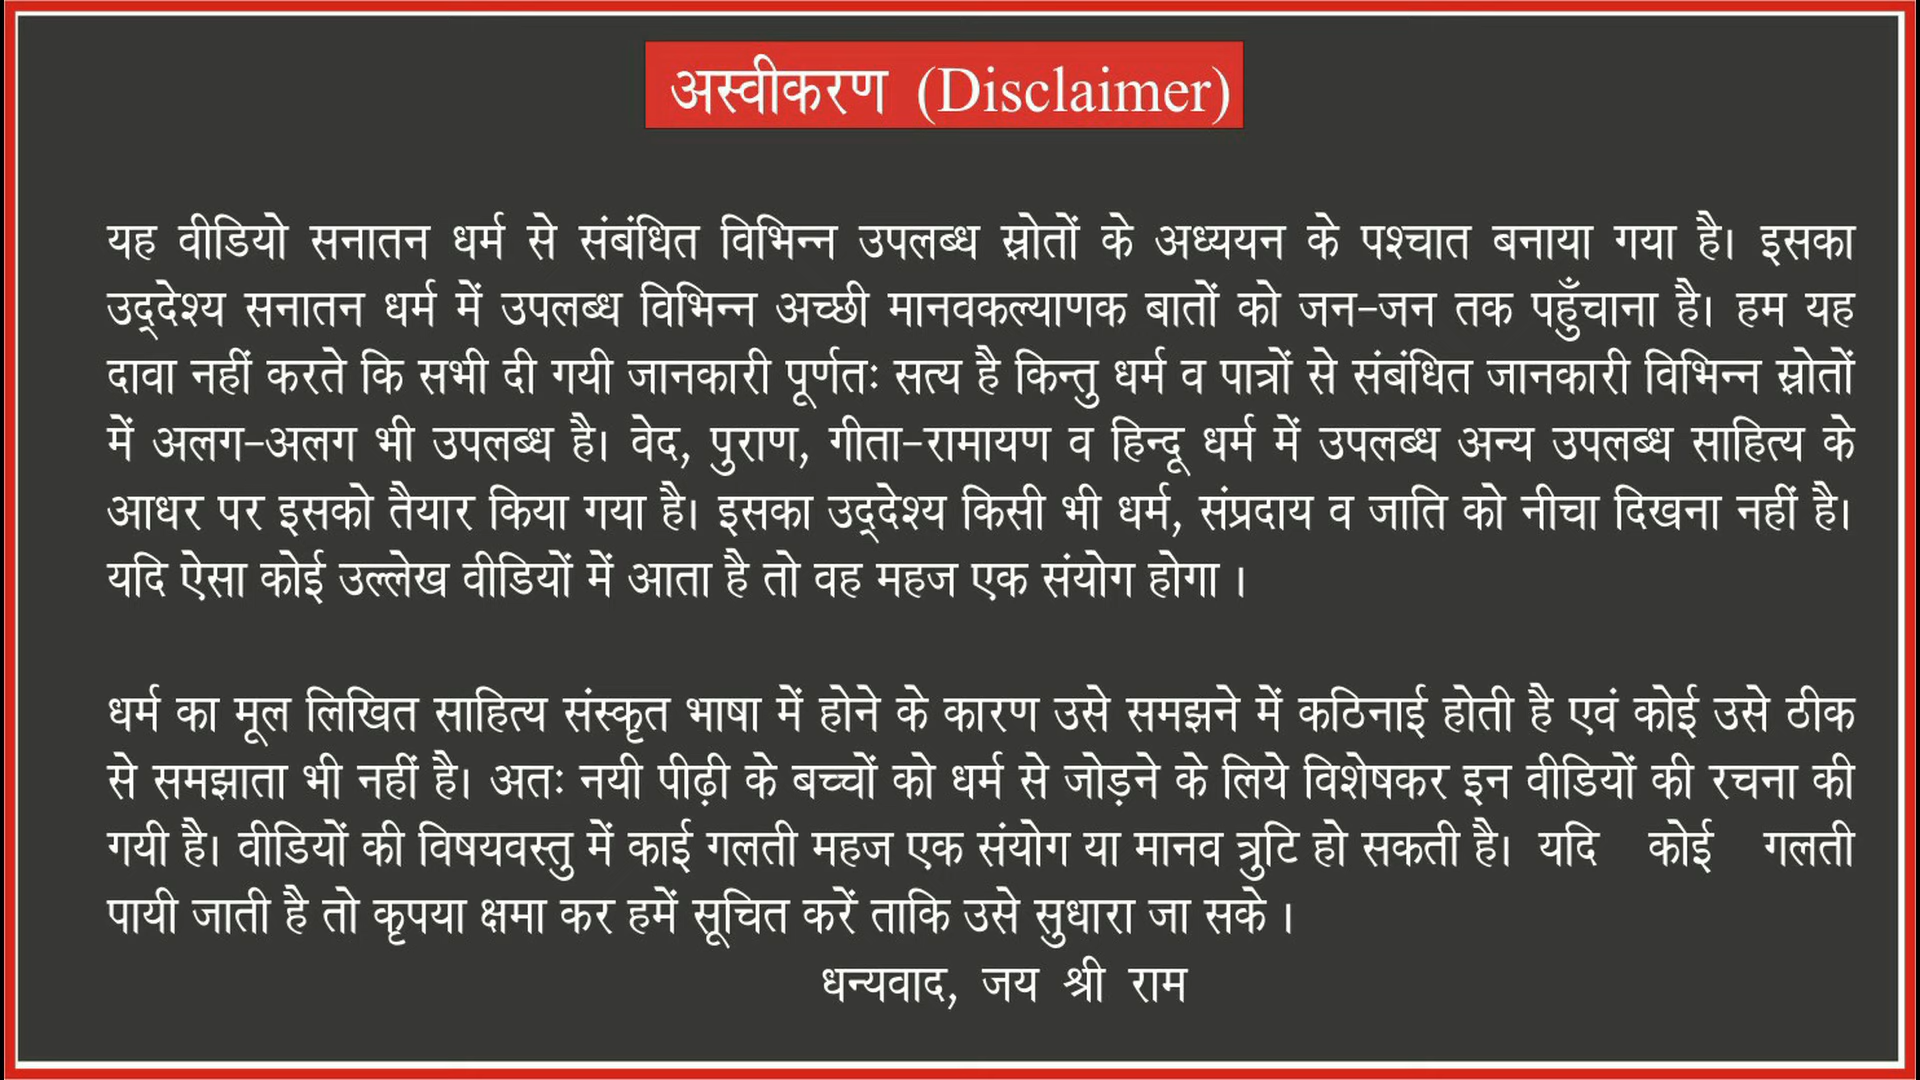 अस्वीकरण (Disclaimer)
यह वीडियो सनातन धर्म से संबंधित विभिन्न उपलब्ध स्रोतों के अध्ययन के पश्चात बनाया गया है। इसका
उद्देश्य सनातन धर्म में उपलब्ध विभिन्न अच्छी मानवकल्याणक बातों को जन-जन तक पहुँचाना है। हम यह
दावा नहीं करते कि सभी दी गयी जानकारी पूर्णतः सत्य है किन्तु धर्म व पात्रों से संबंधित जानकारी विभिन्न स्रोतों
में अलग-अलग भी उपलब्ध है। वेद, पुराण, गीता-रामायण व हिन्दू धर्म में उपलब्ध अन्य उपलब्ध साहित्य के
आधर पर इसको तैयार किया गया है। इसका उद्देश्य किसी भी धर्म, संप्रदाय व जाति को नीचा दिखना नहीं है।
यदि ऐसा कोई उल्लेख वीडियों में आता है तो वह महज एक संयोग होगा ।
धर्म का मूल लिखित साहित्य संस्कृत भाषा में होने के कारण उसे समझने में कठिनाई होती है एवं कोई उसे ठीक
से समझाता भी नहीं है। अतः नयी पीढ़ी के बच्चों को धर्म से जोड़ने के लिये विशेषकर इन वीडियों की रचना की
गयी है। वीडियों की विषयवस्तु में काई गलती महज एक संयोग या मानव त्रुटि हो सकती है। यदि कोई गलती
पायी जाती है तो कृपया क्षमा कर हमें सूचित करें ताकि उसे सुधारा जा सके ।
धन्यवाद, जय श्री राम